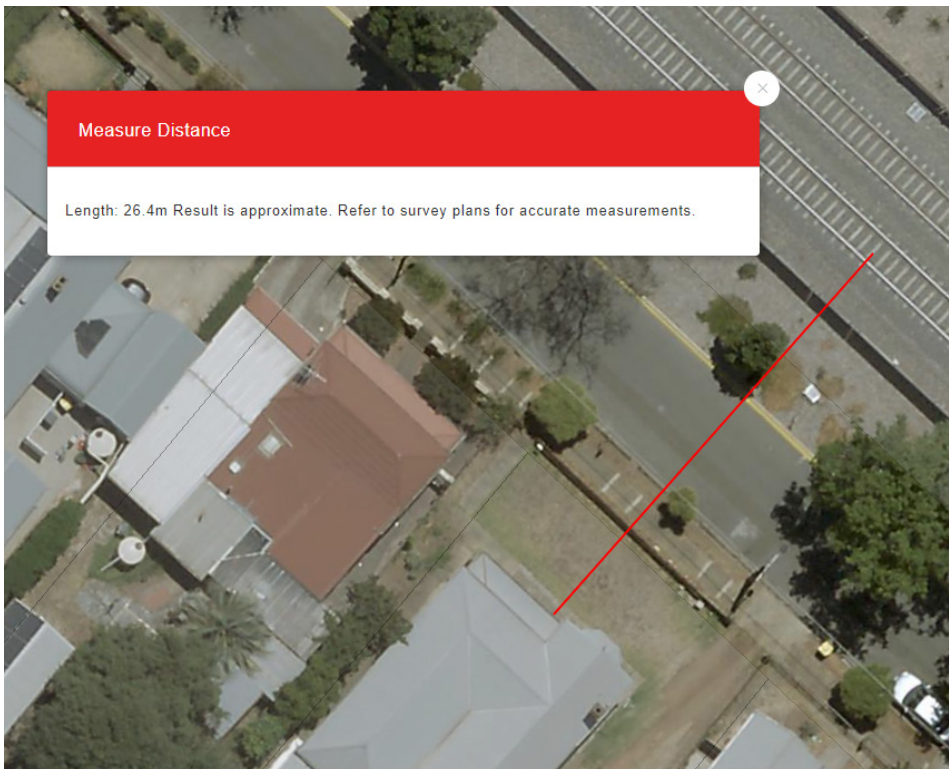 Measure Distance
Length: 26.4m Result is approximate. Refer to survey plans for accurate measurements.